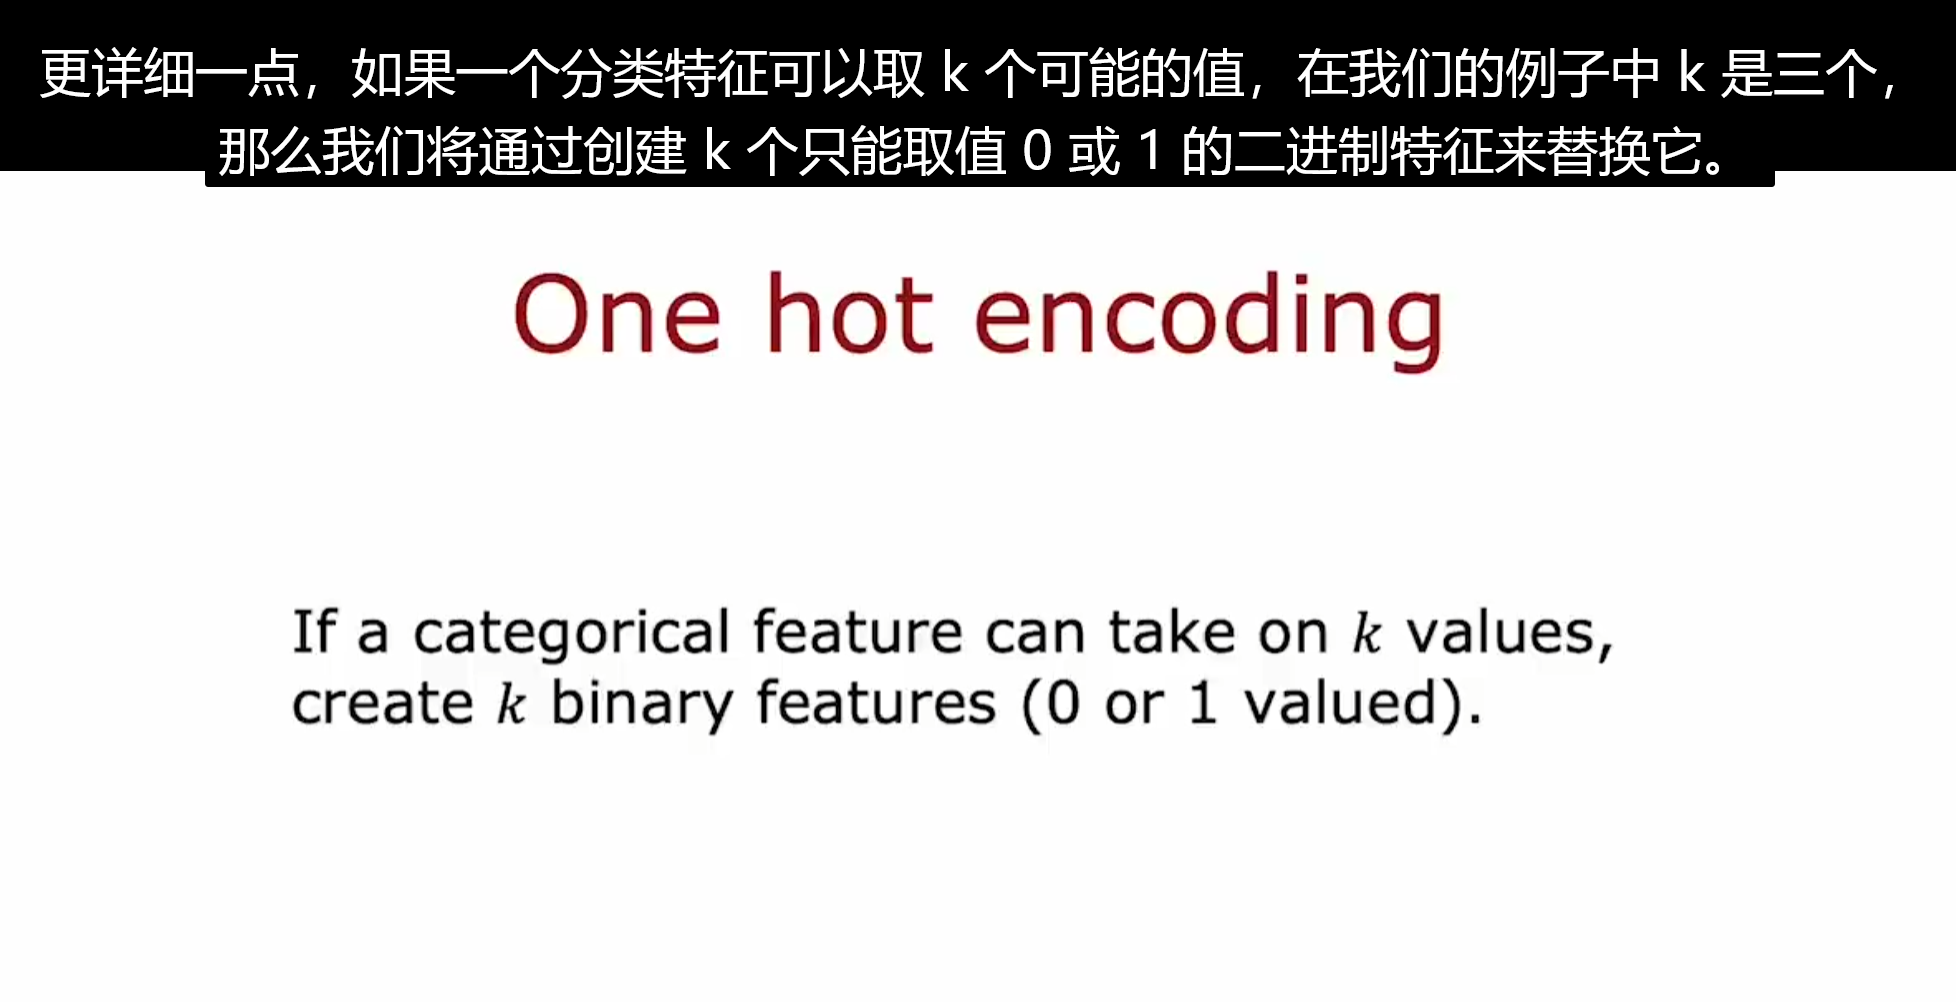 更详细一点，如果一个分类特征可以取 k 个可能的值，在我们的例子中 k 是三个，
那么我们将通过创建 k 个只能取值 0 或 1 的二进制特征来替换它。
One hot encoding
If a categorical feature can take on k values,
create k binary features (0 or 1 valued).